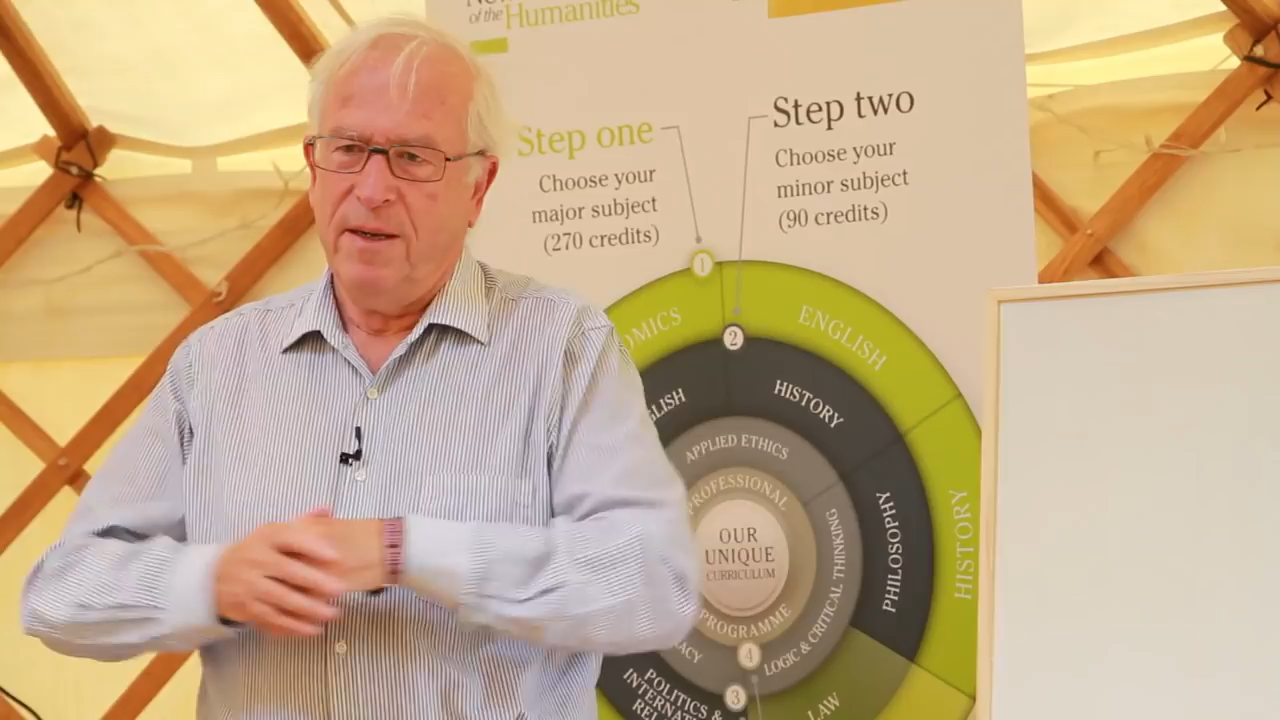 of the Humanities
Step one
Choose your
major subject
(270 credits)
Step two
Choose your
minor subject
(90 credits)
1
ENGLISH
2
HISTORY
APPLIED ETHICS
PROFESSIONAL
OUR
UNIQUE
CURRICULUM
PROGRAMME
LOGIC & CRITICAL THINKING
PHILOSOPHY
HISTORY
4
3
POLITICS &
LAW